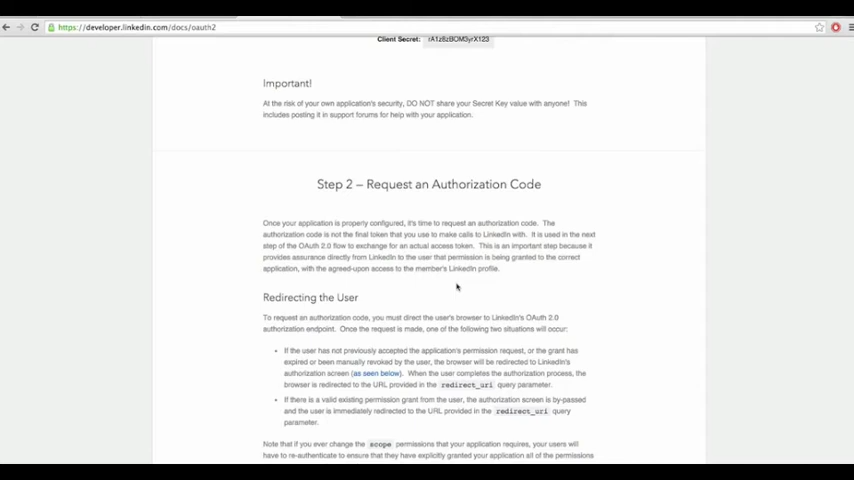 https://developer.linkedin.com/docs/oauth2
Client Secret:
Important!
At the risk of your own application's security, DO NOT share your Secret Key value with anyone! This
includes posting it in support forums for help with your application.
Step 2 – Request an Authorization Code
Once your application is properly configured, it's time to request an authorization code. The
authorization code is not the final token that you use to make calls to LinkedIn with. It is used in the next
step of the OAuth 2.0 flow to exchange for an actual access token. This is an important step because it
provides assurance directly from LinkedIn to the user that permission is being granted to the correct
application, with the agreed-upon access to the member's LinkedIn profile.
Redirecting the User
To request an authorization code, you must direct the user's browser to LinkedIn's OAuth 2.0
authorization endpoint. Once the request is made, one of the following two situations will occur:
• If the user has not previously accepted the application's permission request, or the grant has
expired or been manually revoked by the user, the browser will be redirected to LinkedIn's
authorization screen (as seen below). When the user completes the authorization process, the
browser is redirected to the URL provided in the redirect_uri query parameter.
• If there is a valid existing permission grant from the user, the authorization screen is by-passed
and the user is immediately redirected to the URL provided in the redirect_uri query
parameter.
Note that if you ever change the scope permissions that your application requires, your users will
have to re-authenticate to ensure that they have explicitly granted your application all of the permissions